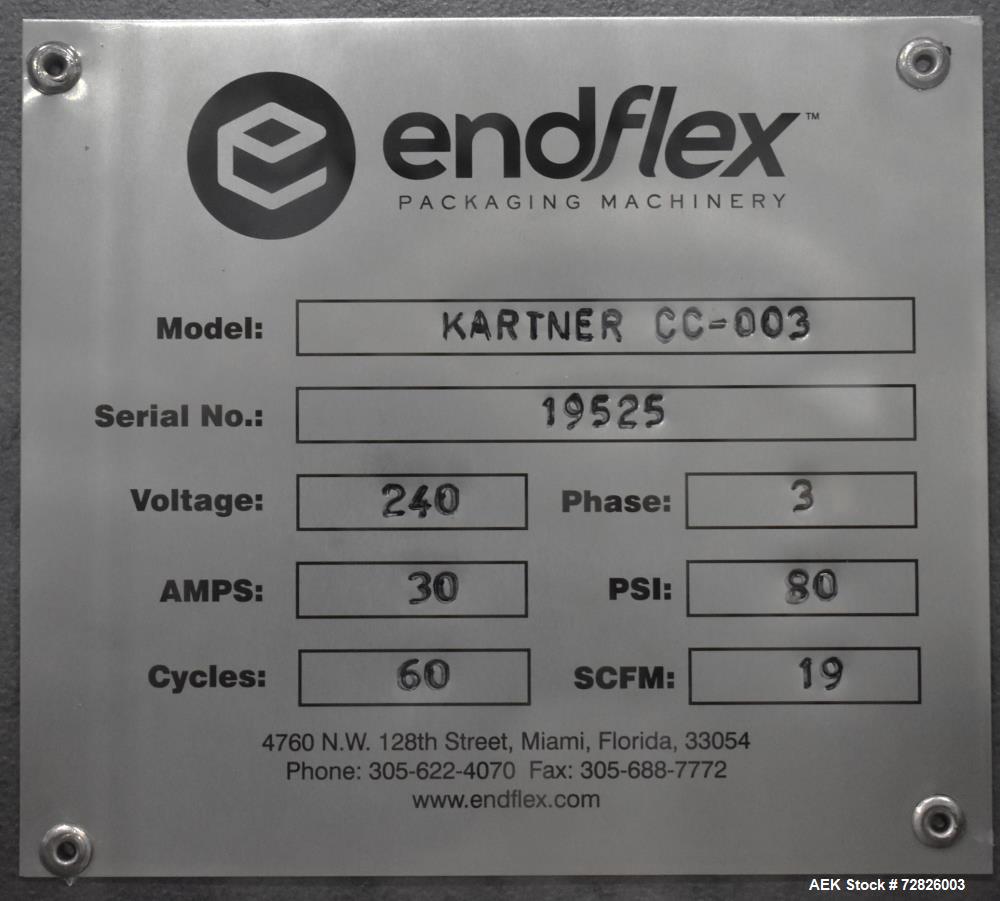 endflex™
PACKAGING MACHINERY
Model: KARTNER CC-003
Serial No.: 19525
Voltage: 240 Phase: 3
AMPS: 30 PSI: 80
Cycles: 60 SCFM: 19
4760 N.W. 128th Street, Miami, Florida, 33054
Phone: 305-622-4070 Fax: 305-688-7772
www.endflex.com
AEK Stock # 72826003